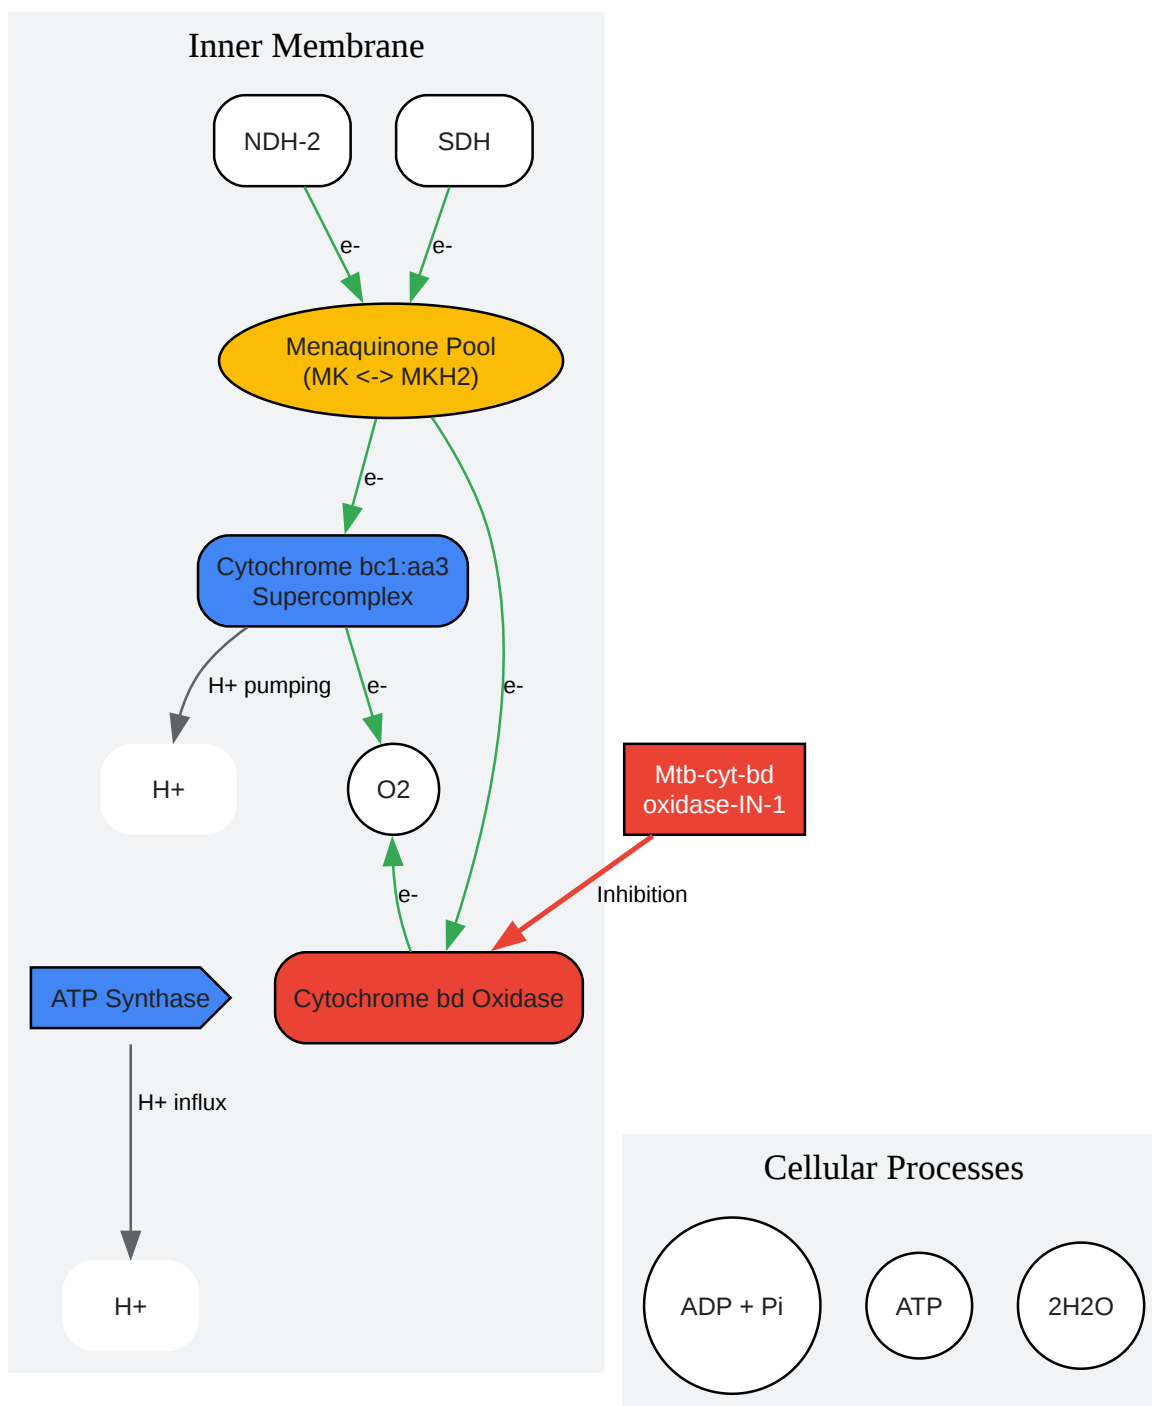 Inner Membrane
NDH-2
SDH
e-
e-
Menaquinone Pool
(MK <-> MKH2)
e-
Cytochrome bc1:aa3
Supercomplex
H+ pumping
e-
e-
H+
O2
Mtb-cyt-bd
oxidase-IN-1
e-
Inhibition
ATP Synthase
Cytochrome bd Oxidase
H+ influx
Cellular Processes
H+
ADP + Pi
ATP
2H2O